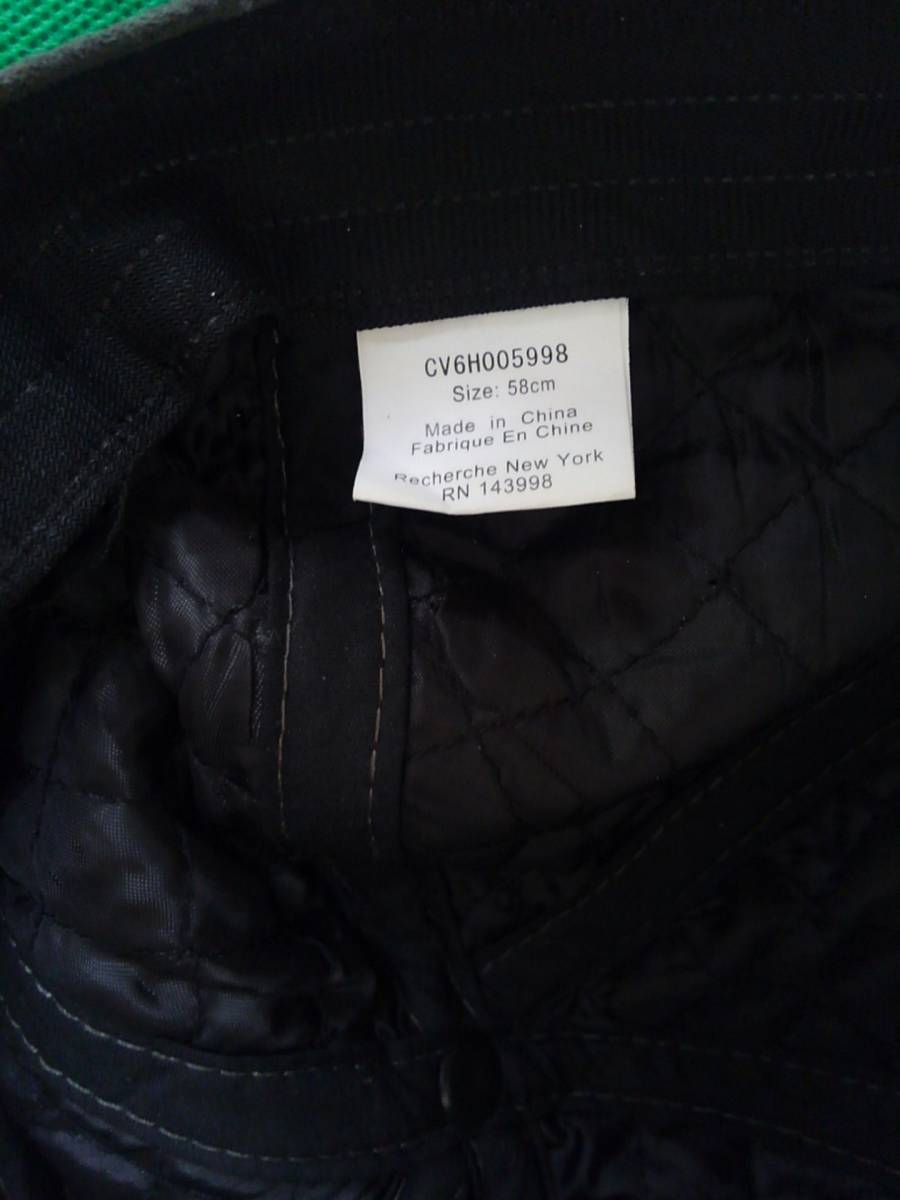 CV6H005998
Size: 58cm
Made in China
Fabrique En Chine
Recherche New York
RN 143998